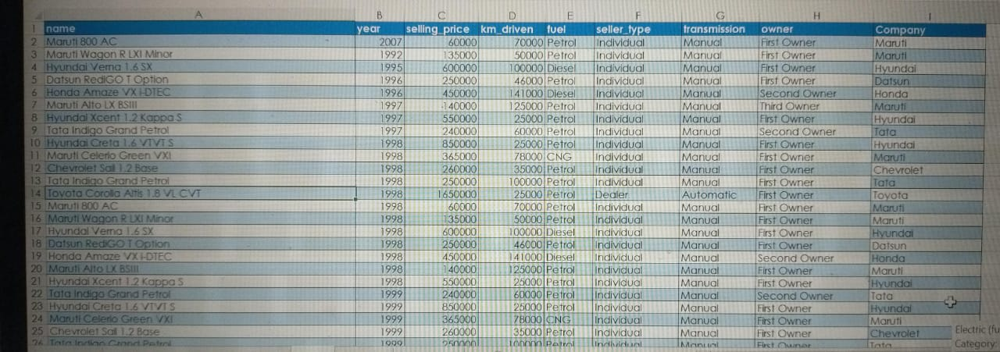 A B C D E F G H I
1 name year selling_price km_driven fuel seller_type transmission owner Company
2 Maruti 800 AC 2007 60000 70000 Petrol Individual Manual First Owner Maruti
3 Maruti Wagon R LXI Minor 1992 135000 50000 Petrol Individual Manual First Owner Maruti
4 Hyundai Verna 1.6 SX 1995 600000 100000 Diesel Individual Manual First Owner Hyundai
5 Datsun RediGO T Option 1996 250000 46000 Petrol Individual Manual First Owner Datsun
6 Honda Amaze VX i-DTEC 1996 450000 141000 Diesel Individual Manual Second Owner Honda
7 Maruti Alto LX BSIII 1997 140000 125000 Petrol Individual Manual Third Owner Maruti
8 Hyundai Xcent 1.2 Kappa S 1997 550000 25000 Petrol Individual Manual First Owner Hyundai
9 Tata Indigo Grand Petrol 1997 240000 60000 Petrol Individual Manual Second Owner Tata
10 Hyundai Creta 1.6 VTVT S 1998 850000 25000 Petrol Individual Manual First Owner Hyundai
11 Maruti Celerio Green VXI 1998 365000 78000 CNG Individual Manual First Owner Maruti
12 Chevrolet Sail 1.2 Base 1998 260000 35000 Petrol Individual Manual First Owner Chevrolet
13 Tata Indigo Grand Petrol 1998 250000 100000 Petrol Individual Manual First Owner Tata
14 Toyota Corolla Altis 1.8 VL CVT 1998 1650000 25000 Petrol Dealer Automatic First Owner Toyota
15 Maruti 800 AC 1998 60000 70000 Petrol Individual Manual First Owner Maruti
16 Maruti Wagon R LXI Minor 1998 135000 50000 Petrol Individual Manual First Owner Maruti
17 Hyundai Verna 1.6 SX 1998 600000 100000 Diesel Individual Manual First Owner Hyundai
18 Datsun RediGO T Option 1998 250000 46000 Petrol Individual Manual First Owner Datsun
19 Honda Amaze VX i-DTEC 1998 450000 141000 Diesel Individual Manual Second Owner Honda
20 Maruti Alto LX BSIII 1998 140000 125000 Petrol Individual Manual First Owner Maruti
21 Hyundai Xcent 1.2 Kappa S 1998 550000 25000 Petrol Individual Manual First Owner Hyundai
22 Tata Indigo Grand Petrol 1999 240000 60000 Petrol Individual Manual Second Owner Tata
23 Hyundai Creta 1.6 VTVT S 1999 850000 25000 Petrol Individual Manual First Owner Hyundai
24 Maruti Celerio Green VXI 1999 365000 78000 CNG Individual Manual First Owner Maruti
25 Chevrolet Sail 1.2 Base 1999 260000 35000 Petrol Individual Manual First Owner Chevrolet
Electric (fu
26 Tata Indigo Grand Petrol 1999 250000 100000 Petrol Individual Manual First Owner Tata
Category: